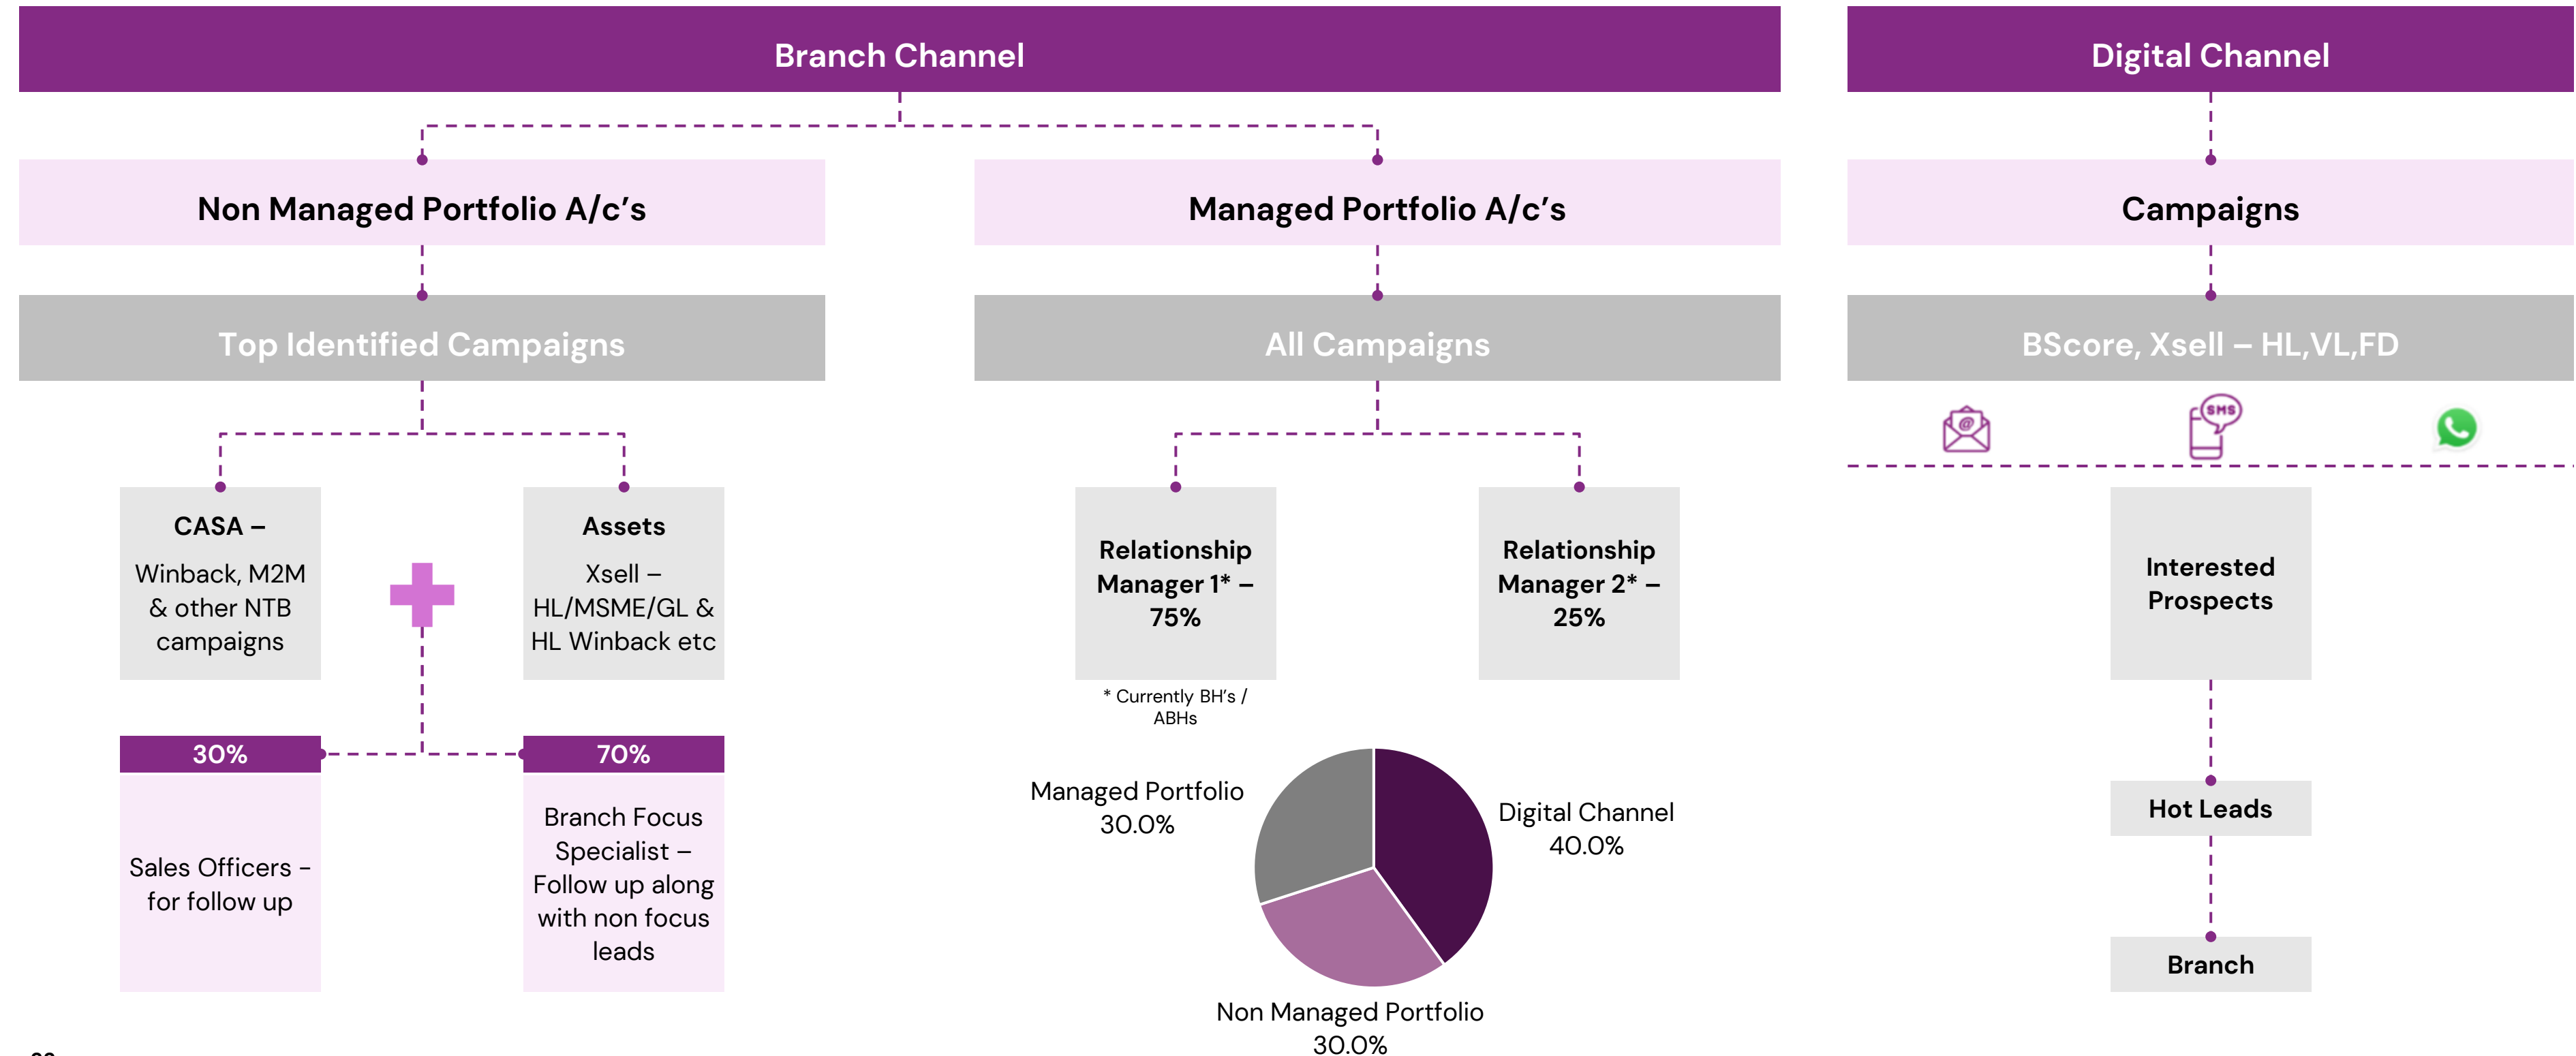 Branch Channel
Digital Channel
Non Managed Portfolio A/c’s
Managed Portfolio A/c’s
Campaigns
Top Identified Campaigns
All Campaigns
BScore, Xsell – HL,VL,FD
@
SMS
CASA –
Winback, M2M
& other NTB
campaigns
Assets
Xsell –
HL/MSME/GL &
HL Winback etc
30%
Sales Officers -
for follow up
70%
Branch Focus
Specialist –
Follow up along
with non focus
leads
Relationship
Manager 1* –
75%
Relationship
Manager 2* –
25%
* Currently BH’s /
ABHs
Managed Portfolio
30.0%
Digital Channel
40.0%
Non Managed Portfolio
30.0%
Interested
Prospects
Hot Leads
Branch